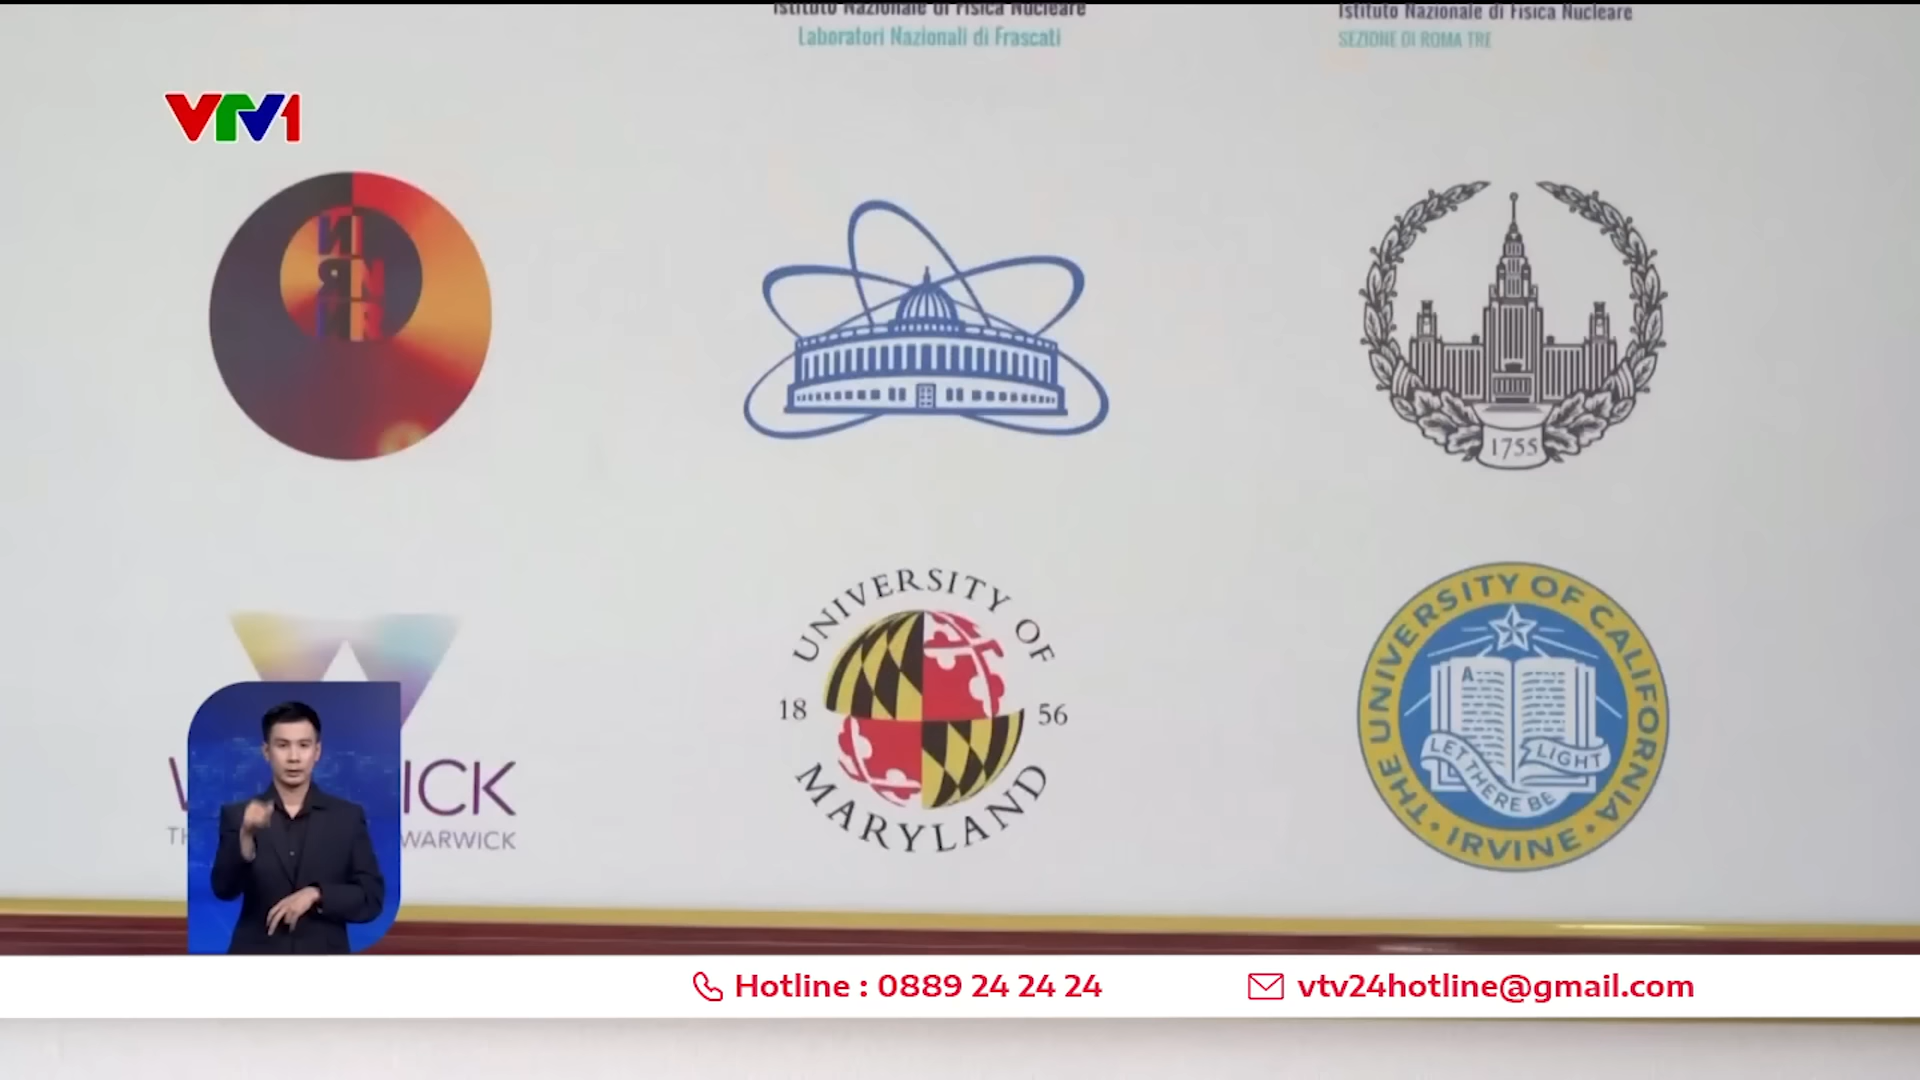 Istituto Nazionale di Fisica Nucleare
Laboratori Nazionali di Frascati
Istituto Nazionale di Fisica Nucleare
SEZIONE DI ROMA TRE
VTV1
1755
ICK
WARWICK
UNIVERSITY OF
18 56
MARYLAND
THE UNIVERSITY OF CALIFORNIA • IRVINE •
A
LET THERE BE LIGHT
Hotline : 0889 24 24 24
vtv24hotline@gmail.com